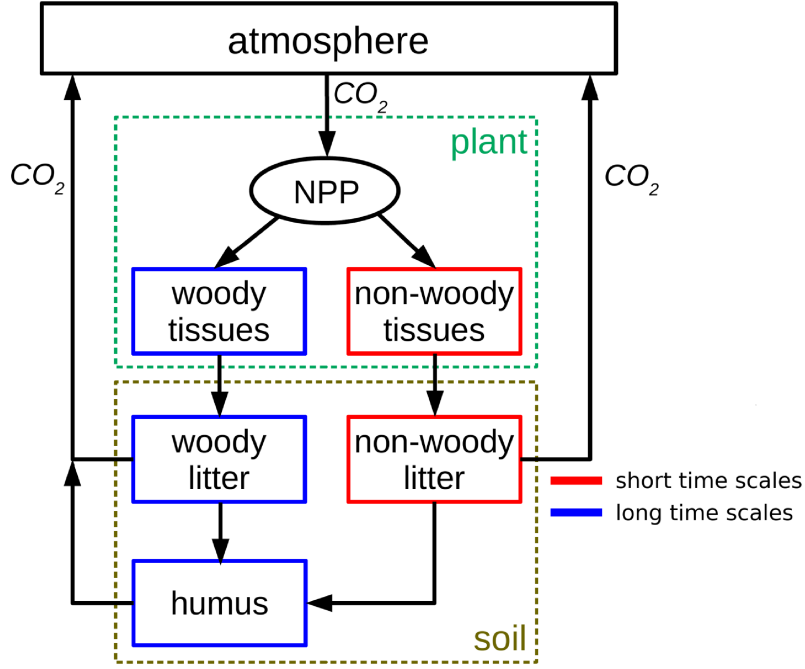 atmosphere
CO2
plant
CO2
CO2
NPP
woody
tissues
non-woody
tissues
woody
litter
non-woody
litter
short time scales
long time scales
humus
soil